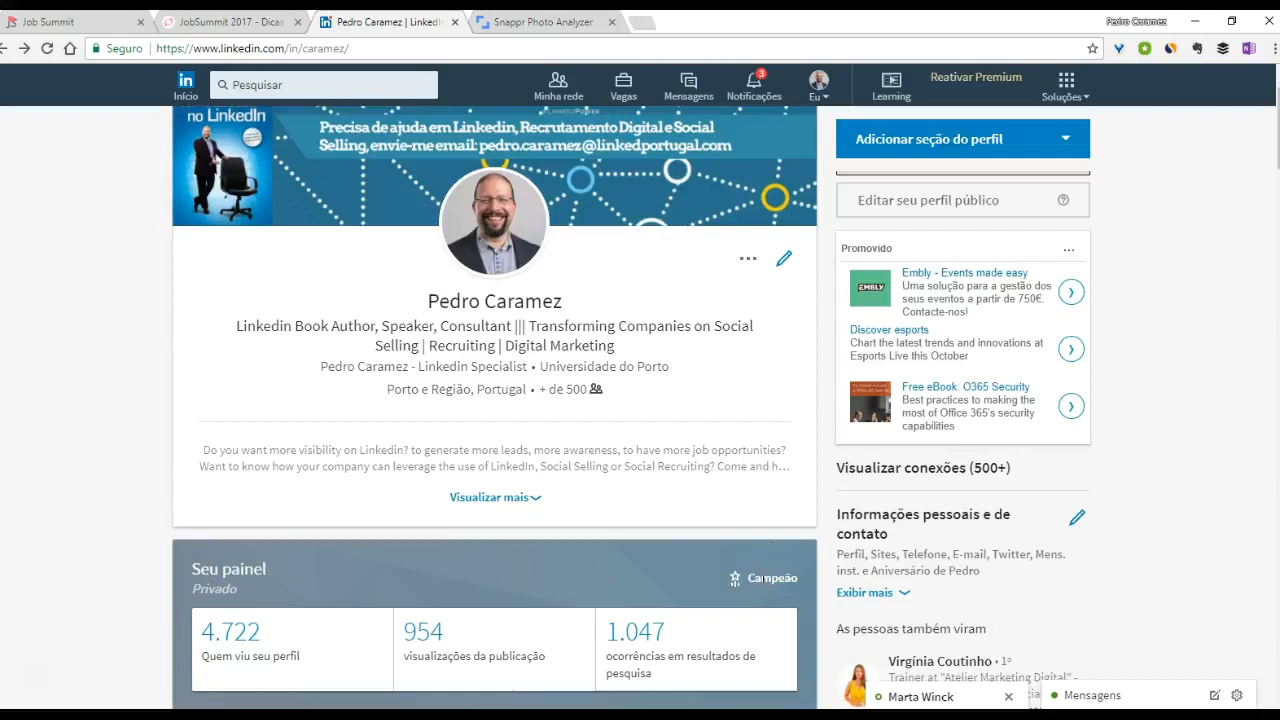 Job Summit
JobSummit 2017 - Dicas
Pedro Caramez | LinkedIn
Snappr Photo Analyzer
Pedro Caramez
Seguro
https://www.linkedin.com/in/caramez/
in
Início
Pesquisar
Minha rede
Vagas
Mensagens
3
Notificações
Eu
Learning
Reativar Premium
Soluções
no LinkedIn
Precisa de ajuda em Linkedin, Recrutamento Digital e Social
Selling, envie-me email: pedro.caramez@linkedportugal.com
Pedro Caramez
Linkedin Book Author, Speaker, Consultant ||| Transforming Companies on Social
Selling | Recruiting | Digital Marketing
Pedro Caramez - Linkedin Specialist • Universidade do Porto
Porto e Região, Portugal • + de 500
Do you want more visibility on Linkedin? to generate more leads, more awareness, to have more job opportunities?
Want to know how your company can leverage the use of LinkedIn, Social Selling or Social Recruiting? Come and h...
Visualizar mais
Seu painel
Privado
Campeão
4.722
Quem viu seu perfil
954
visualizações da publicação
1.047
ocorrências em resultados de
pesquisa
Adicionar seção do perfil
Editar seu perfil público
Promovido
...
EMBLY
Embly - Events made easy
Uma solução para a gestão dos
seus eventos a partir de 750€.
Contacte-nos!
Discover esports
Chart the latest trends and innovations at
Esports Live this October
Free eBook: O365 Security
Best practices to making the
most of Office 365's security
capabilities
Visualizar conexões (500+)
Informações pessoais e de
contato
Perfil, Sites, Telefone, E-mail, Twitter, Mens.
inst. e Aniversário de Pedro
Exibir mais
As pessoas também viram
Virgínia Coutinho • 1º
Trainer at "Atelier Marketing Digital" -
Marta Winck
Mensagens